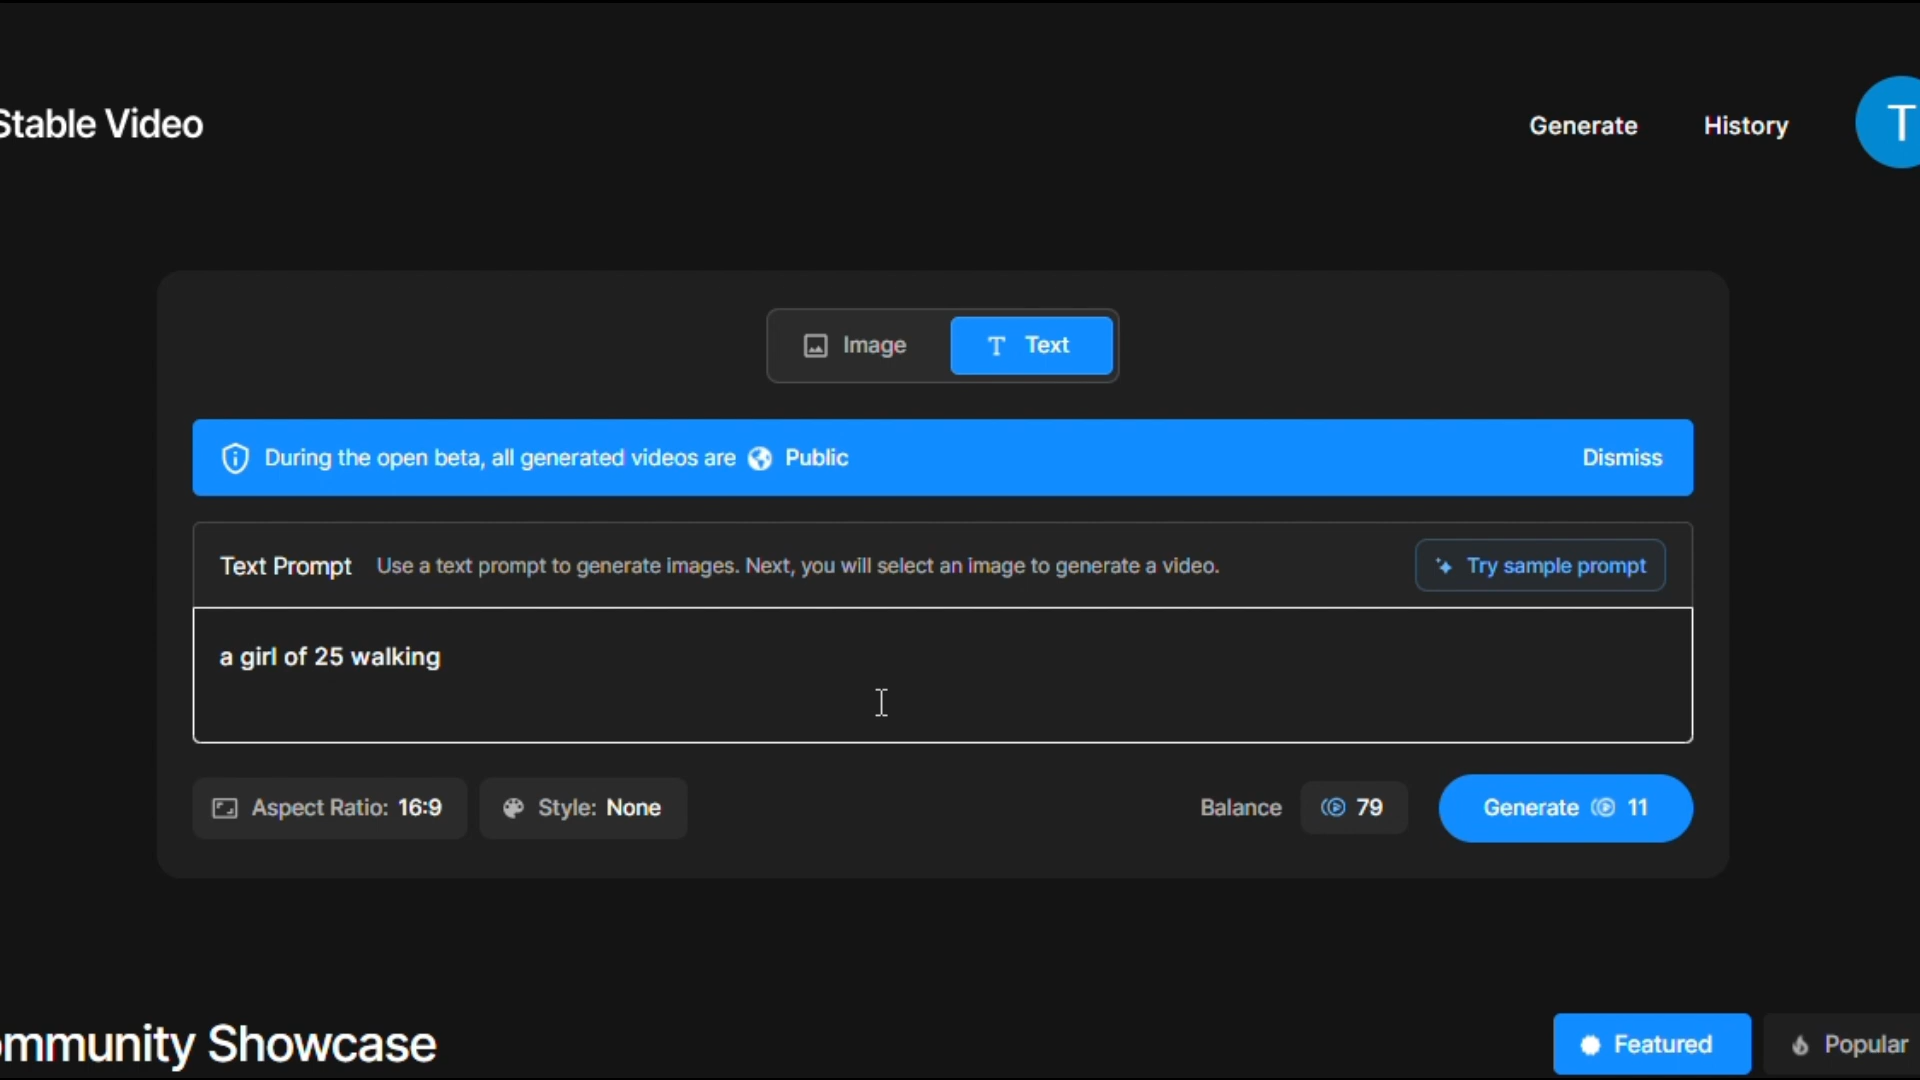 Stable Video
Generate
History
T
Image
Text
During the open beta, all generated videos are Public
Dismiss
Text Prompt
Use a text prompt to generate images. Next, you will select an image to generate a video.
Try sample prompt
a girl of 25 walking
Aspect Ratio: 16:9
Style: None
Balance
79
Generate 11
ommunity Showcase
Featured
Popular